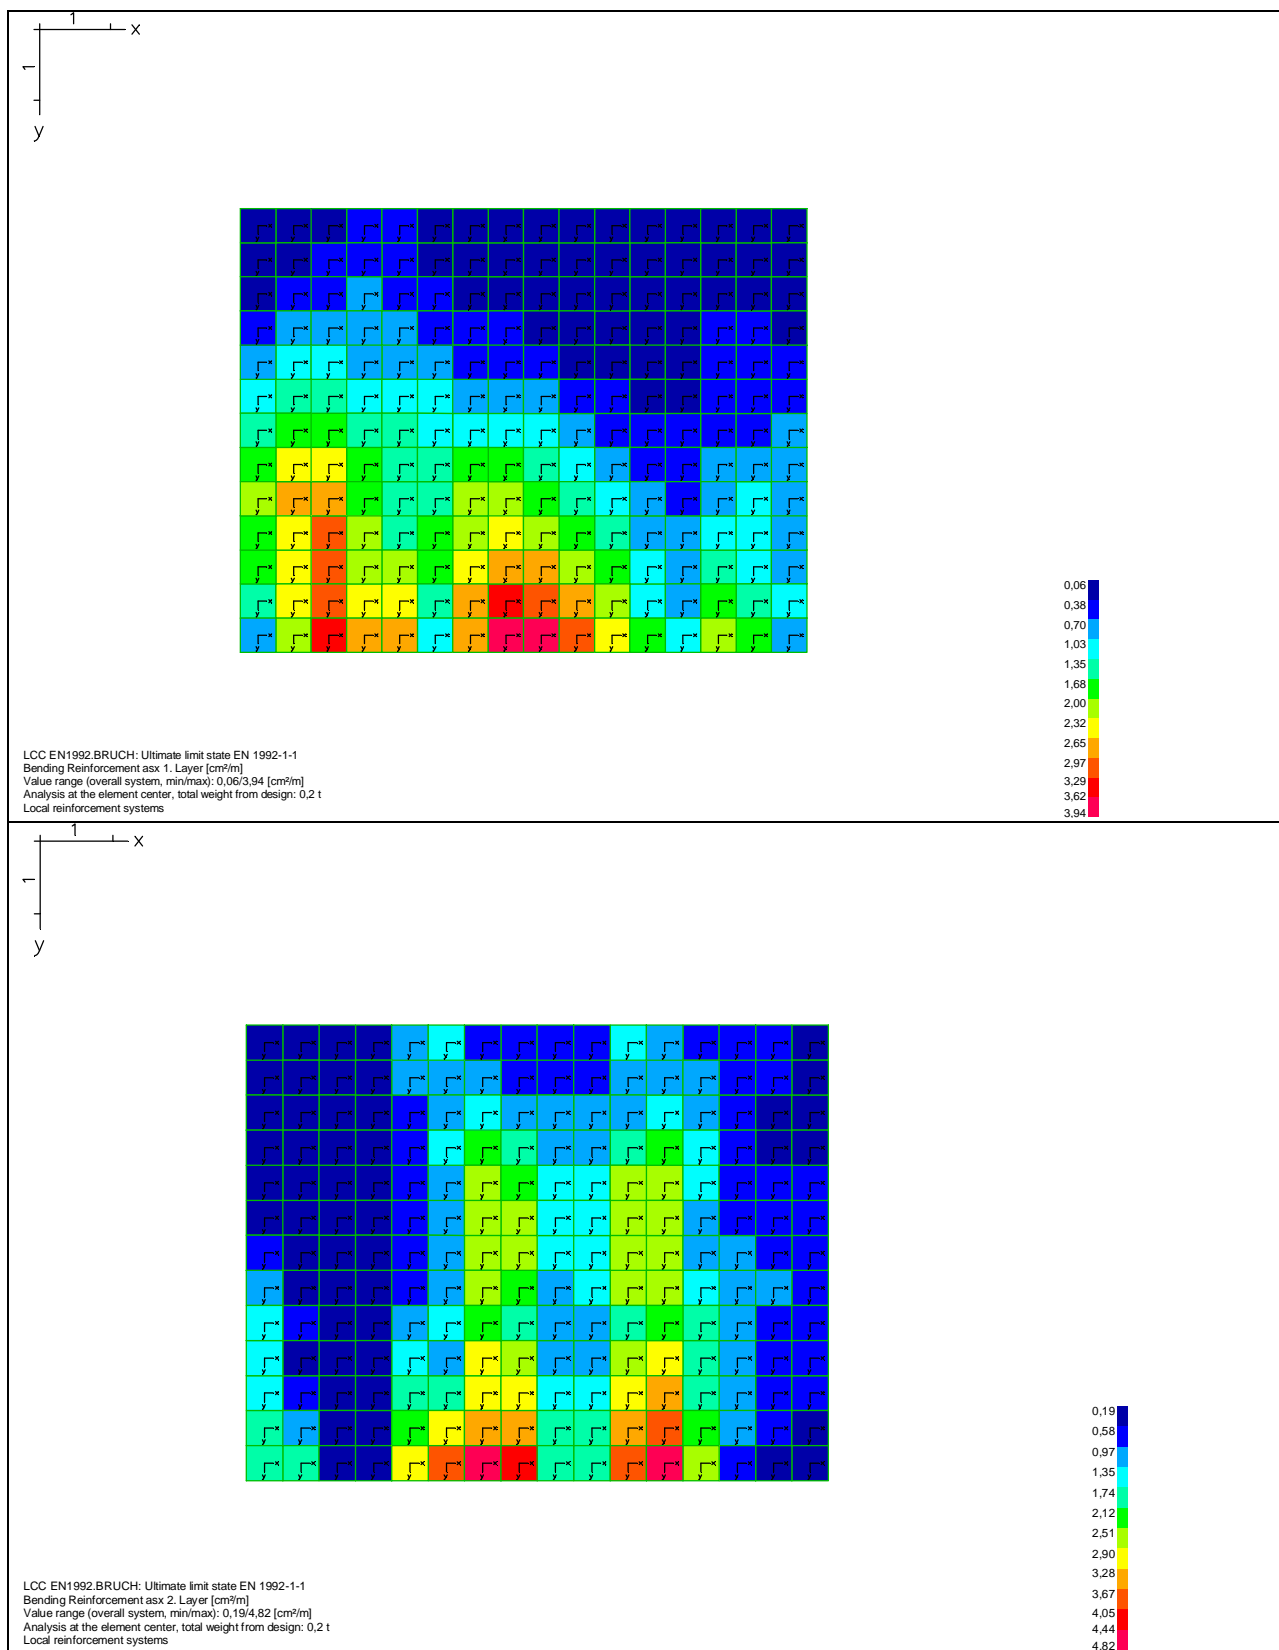 1
x
1
y
0,06
0,38
0,70
1,03
1,35
1,68
2,00
2,32
2,65
2,97
3,29
3,62
3,94
LCC EN1992.BRUCH: Ultimate limit state EN 1992-1-1
Bending Reinforcement asx 1. Layer [cm²/m]
Value range (overall system, min/max): 0,06/3,94 [cm²/m]
Analysis at the element center, total weight from design: 0,2 t
Local reinforcement systems
1
x
1
y
0,19
0,58
0,97
1,35
1,74
2,12
2,51
2,90
3,28
3,67
4,05
4,44
4,82
LCC EN1992.BRUCH: Ultimate limit state EN 1992-1-1
Bending Reinforcement asx 2. Layer [cm²/m]
Value range (overall system, min/max): 0,19/4,82 [cm²/m]
Analysis at the element center, total weight from design: 0,2 t
Local reinforcement systems